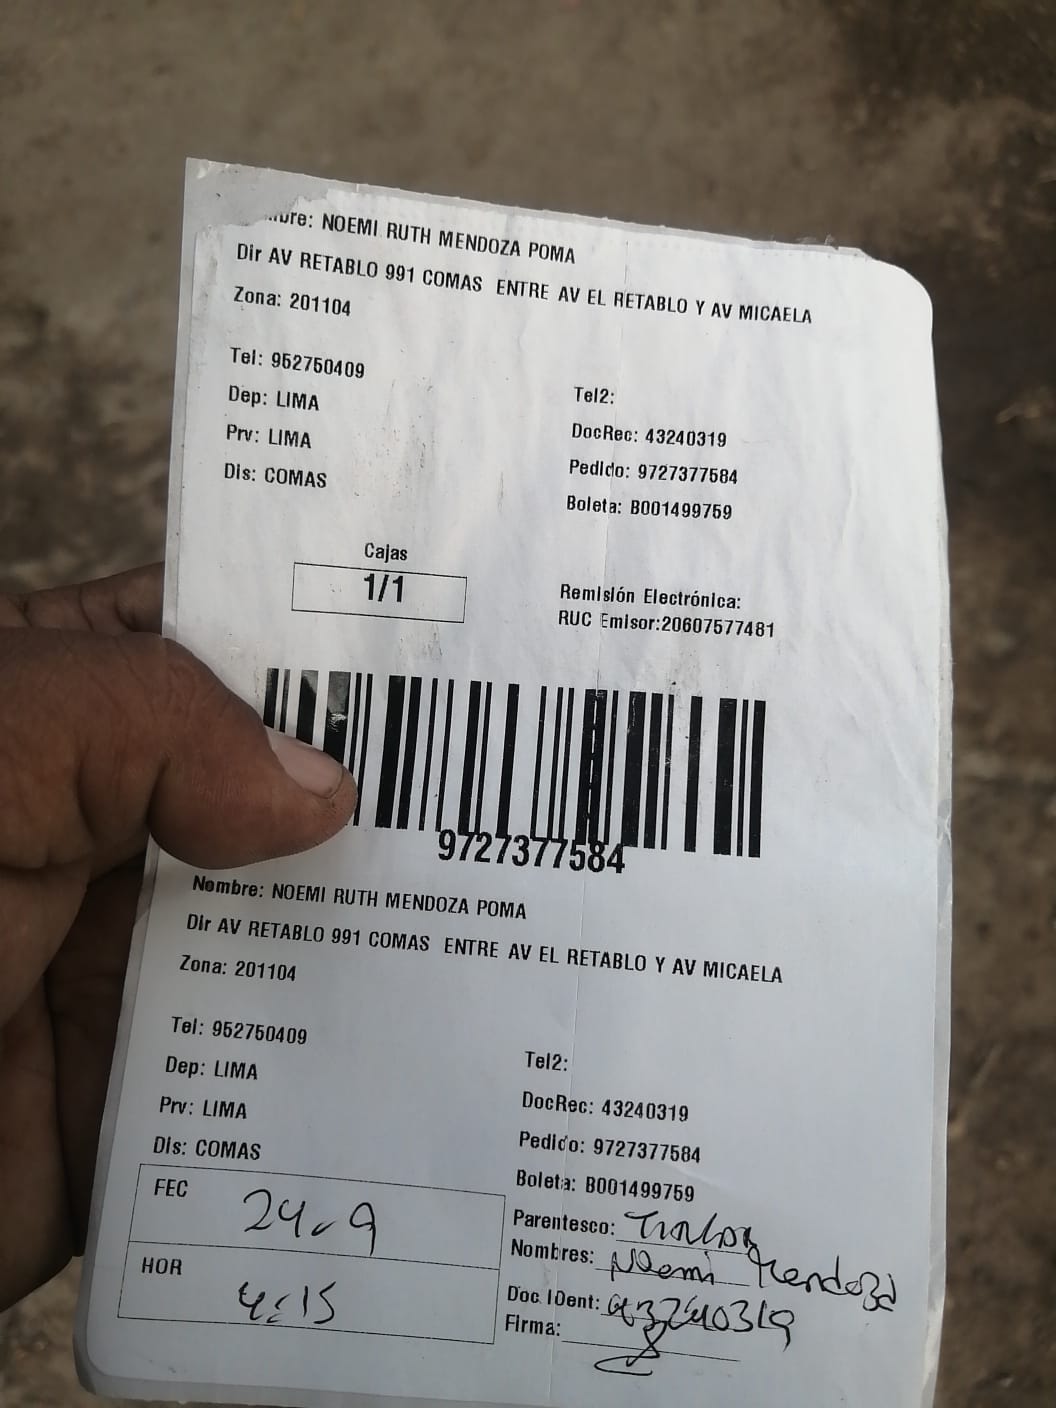 bre: NOEMI RUTH MENDOZA POMA
Dir AV RETABLO 991 COMAS ENTRE AV EL RETABLO Y AV MICAELA
Zona: 201104
Tel: 952750409
Dep: LIMA
Prv: LIMA
Dis: COMAS
Tel2:
DocRec: 43240319
Pedido: 9727377584
Boleta: B001499759
Cajas
1/1
Remisión Electrónica:
RUC Emisor:20607577481
9727377584
Nombre: NOEMI RUTH MENDOZA POMA
Dir AV RETABLO 991 COMAS ENTRE AV EL RETABLO Y AV MICAELA
Zona: 201104
Tel: 952750409
Dep: LIMA
Prv: LIMA
Dis: COMAS
Tel2:
DocRec: 43240319
Pedido: 9727377584
Boleta: B001499759
FEC 24-9
HOR 4:15
Parentesco:
Nombres: Noemi Mendoza
Doc.IDent: 43240319
Firma: